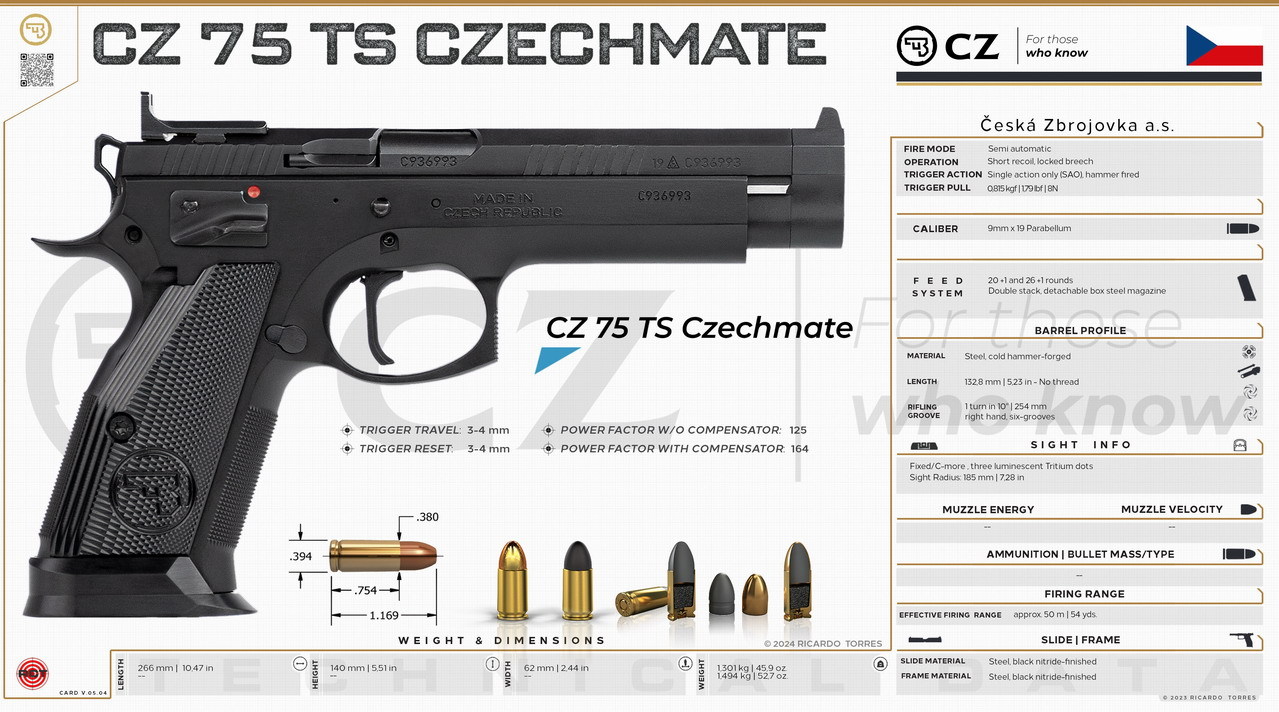 CZ 75 TS CZECHMATE
CZ
For those
who know
Česká Zbrojovka a.s.
FIRE MODE Semi automatic
OPERATION Short recoil, locked breech
TRIGGER ACTION Single action only (SAO), hammer fired
TRIGGER PULL 0,815 kgf | 1,79 lbf | 8N
CALIBER 9mm x 19 Parabellum
FEED SYSTEM
20 +1 and 26 +1 rounds
Double stack, detachable box steel magazine
BARREL PROFILE
MATERIAL Steel, cold hammer-forged
LENGTH 132,8 mm | 5,23 in - No thread
RIFLING GROOVE
1 turn in 10" | 254 mm
right hand, six-grooves
SIGHT INFO
Fixed/C-more , three luminescent Tritium dots
Sight Radius: 185 mm | 7,28 in
MUZZLE ENERGY MUZZLE VELOCITY
-- --
AMMUNITION | BULLET MASS/TYPE
--
FIRING RANGE
EFFECTIVE FIRING RANGE approx. 50 m | 54 yds.
SLIDE | FRAME
SLIDE MATERIAL Steel, black nitride-finished
FRAME MATERIAL Steel, black nitride-finished
© 2023 RICARDO TORRES
C936993
19 C936993
MADE IN
CZECH REPUBLIC
C936993
CZ
For those
who know
CZ 75 TS Czechmate
TRIGGER TRAVEL: 3-4 mm
TRIGGER RESET: 3-4 mm
POWER FACTOR W/O COMPENSATOR: 125
POWER FACTOR WITH COMPENSATOR: 164
.380
.394
.754
1.169
WEIGHT & DIMENSIONS
© 2024 RICARDO TORRES
LENGTH 266 mm | 10,47 in
--
HEIGHT 140 mm | 5,51 in
--
WIDTH 62 mm | 2,44 in
--
WEIGHT 1.301 kg | 45.9 oz.
1,494 kg | 52.7 oz.
TECHNICAL DATA
RDT
CARD V.05.04